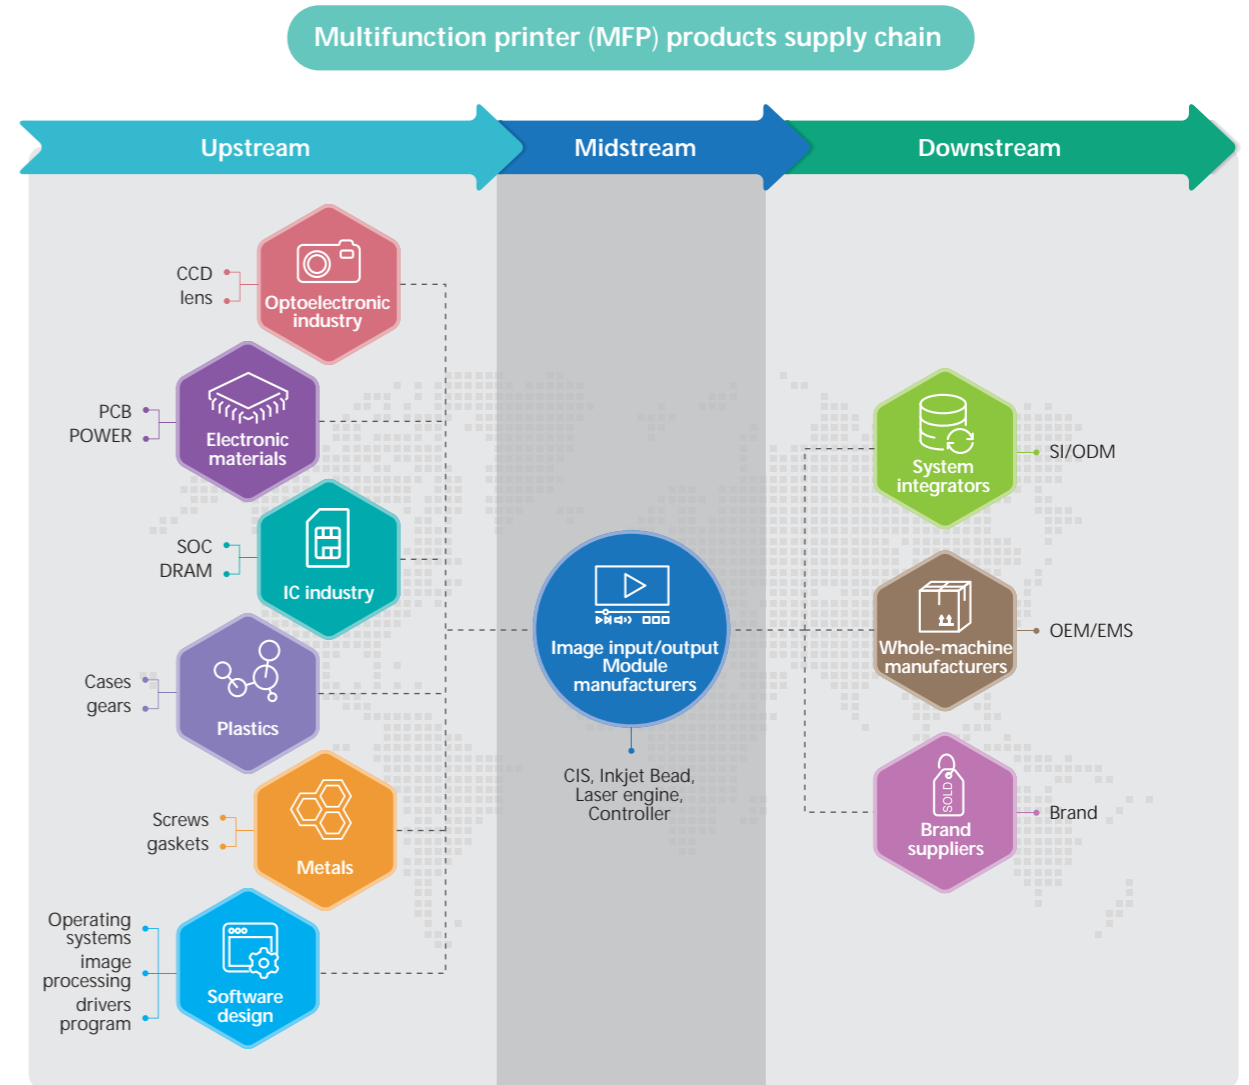 Multifunction printer (MFP) products supply chain
Upstream
Midstream
Downstream
CCD
lens
Optoelectronic
industry
PCB
POWER
Electronic
materials
SOC
DRAM
IC industry
Cases
gears
Plastics
Screws
gaskets
Metals
Operating
systems
image
processing
drivers
program
Software
design
Image input/output
Module
manufacturers
CIS, Inkjet Bead,
Laser engine,
Controller
System
integrators
SI/ODM
Whole-machine
manufacturers
OEM/EMS
SOLD
Brand
suppliers
Brand